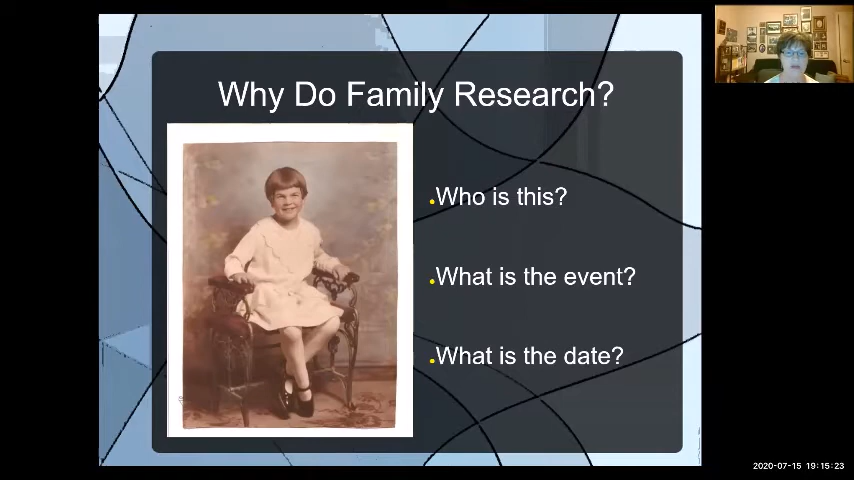 Why Do Family Research?
Who is this?
What is the event?
What is the date?
2020-07-15 19:15:23